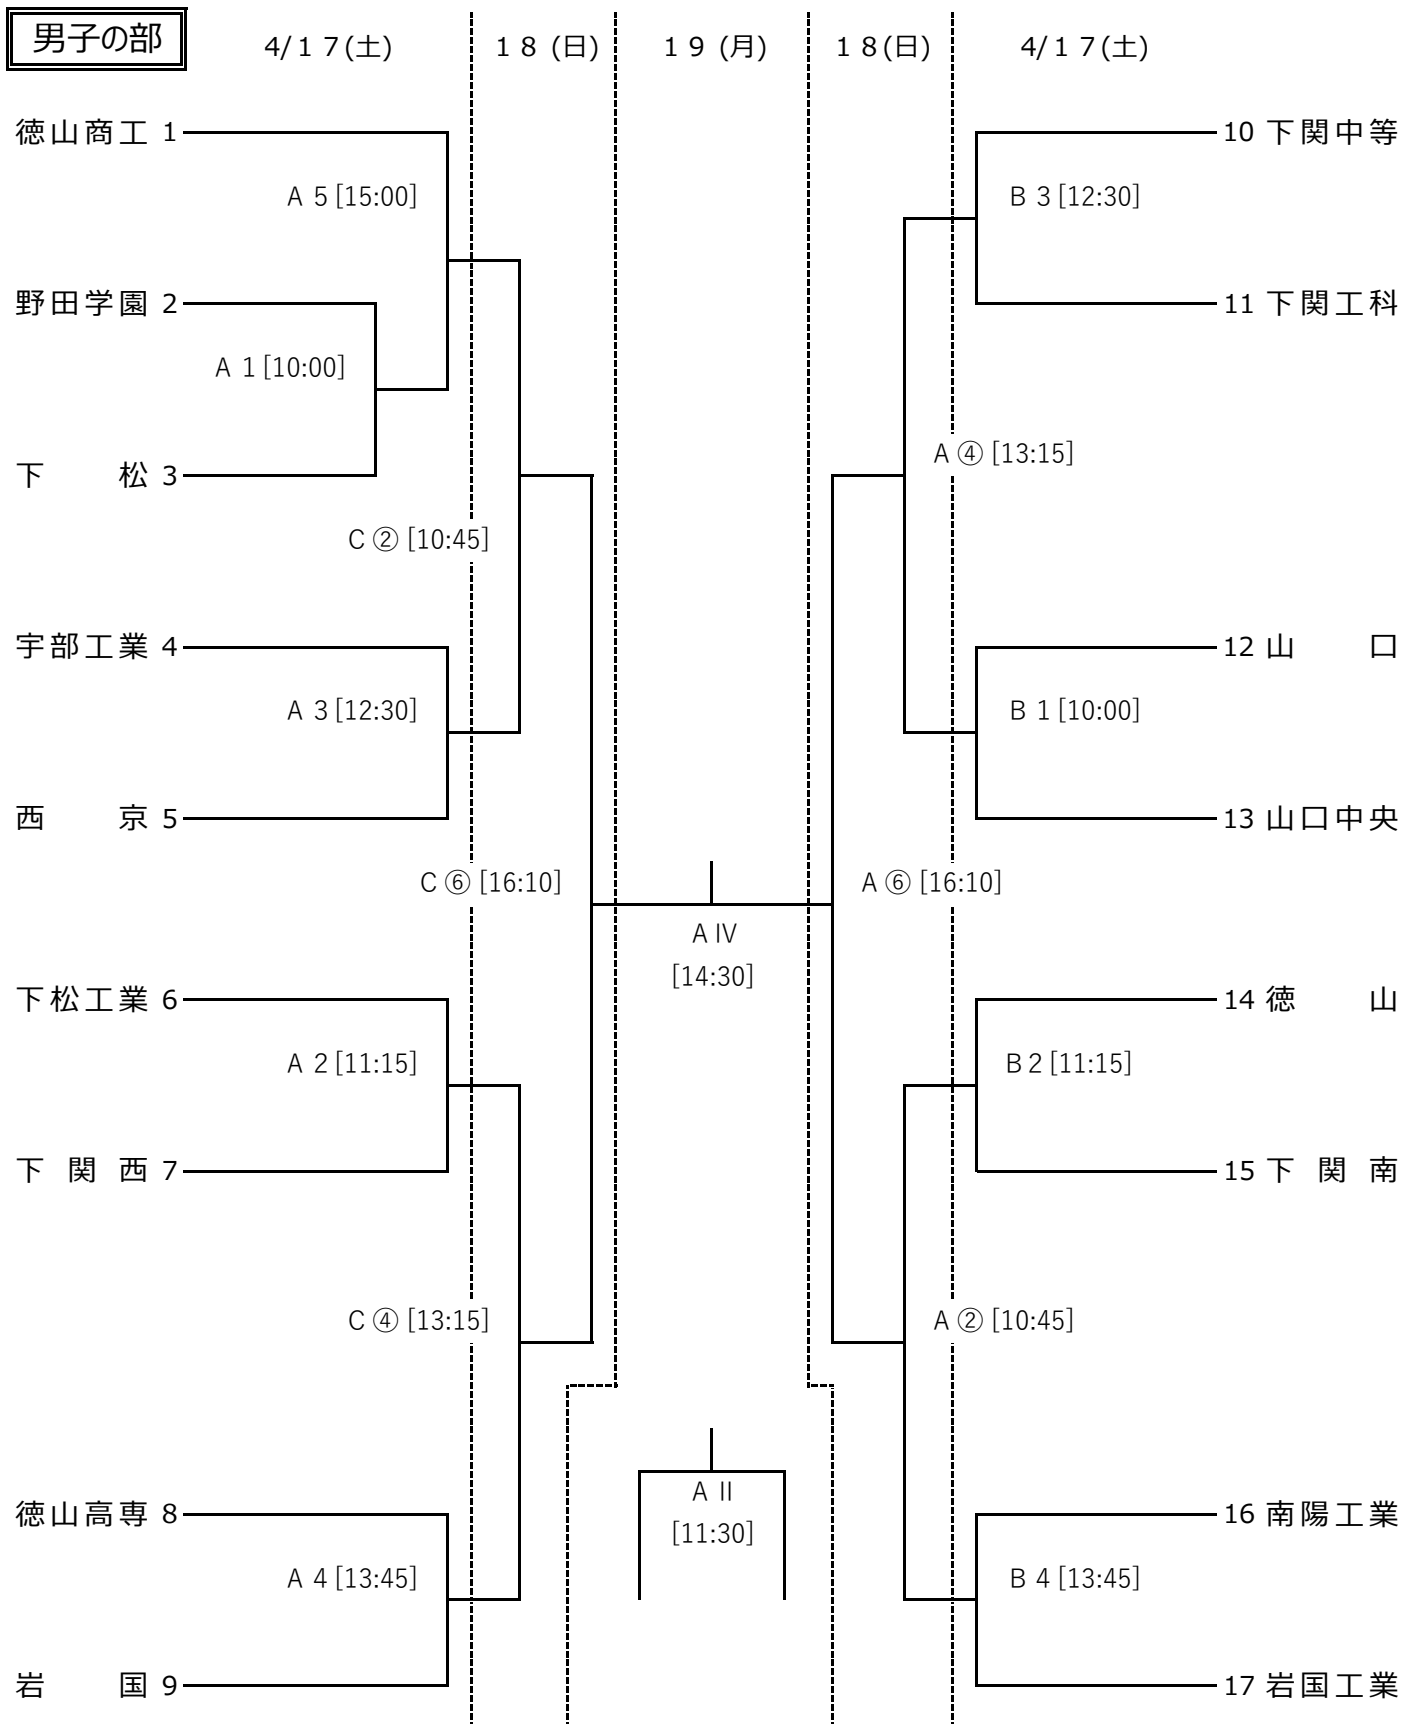 男子の部 4/１７(土) １８ (日) １９ (月) １８(日) 4/１７(土)
徳山商工 1 10 下関中等
A 5 [15:00] B 3 [12:30]
野田学園 2 11 下関工科
A 1 [10:00]
A ④ [13:15]
下 松 3
C ② [10:45]
宇部工業 4 12 山 口
A 3 [12:30] B 1 [10:00]
西 京 5 13 山口中央
C ⑥ [16:10] A ⑥ [16:10]
A Ⅳ
[14:30]
下松工業 6 14 徳 山
A 2 [11:15] B 2 [11:15]
下 関 西 7 15 下 関 南
C ④ [13:15] A ② [10:45]
A Ⅱ
徳山高専 8 16 南陽工業
[11:30]
A 4 [13:45] B 4 [13:45]
岩 国 9 17 岩国工業